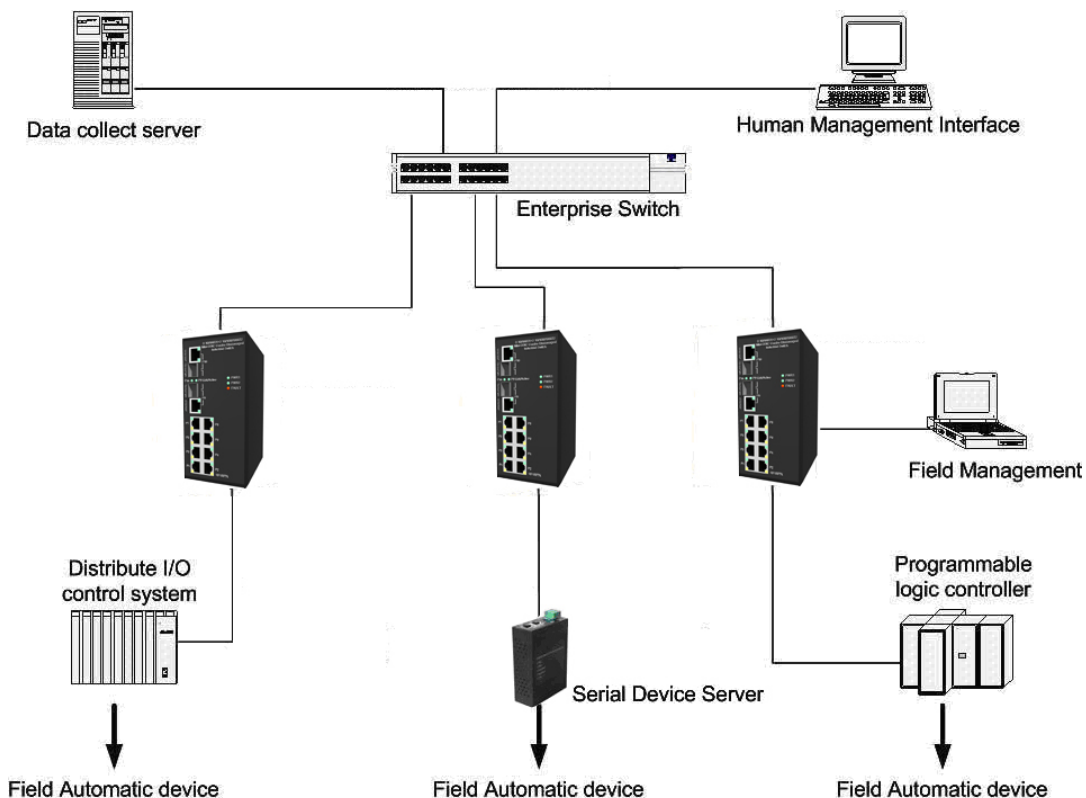 Data collect server
Human Management Interface
Enterprise Switch
Field Management
Distribute I/O
control system
Programmable
logic controller
Serial Device Server
Field Automatic device
Field Automatic device
Field Automatic device